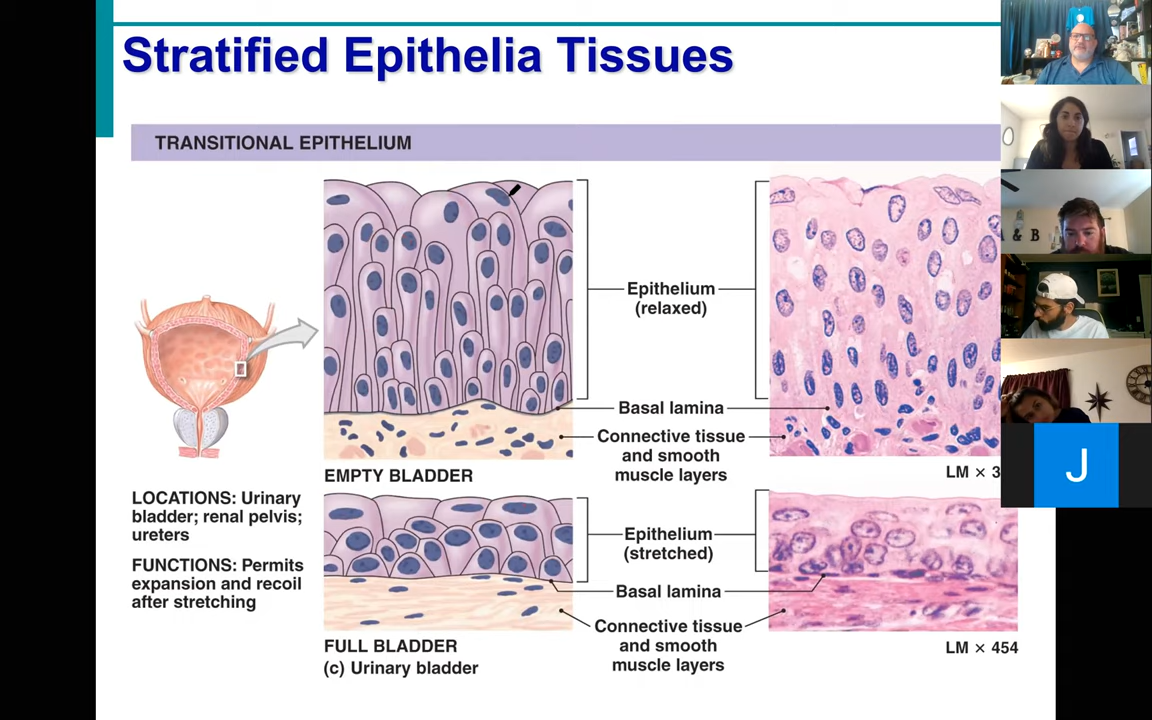 Stratified Epithelia Tissues
TRANSITIONAL EPITHELIUM
Epithelium
(relaxed)
Basal lamina
Connective tissue
and smooth
muscle layers
EMPTY BLADDER
LM × 3
LOCATIONS: Urinary
bladder; renal pelvis;
ureters
FUNCTIONS: Permits
expansion and recoil
after stretching
Epithelium
(stretched)
Basal lamina
Connective tissue
and smooth
muscle layers
FULL BLADDER
(c) Urinary bladder
LM × 454
A & B
J